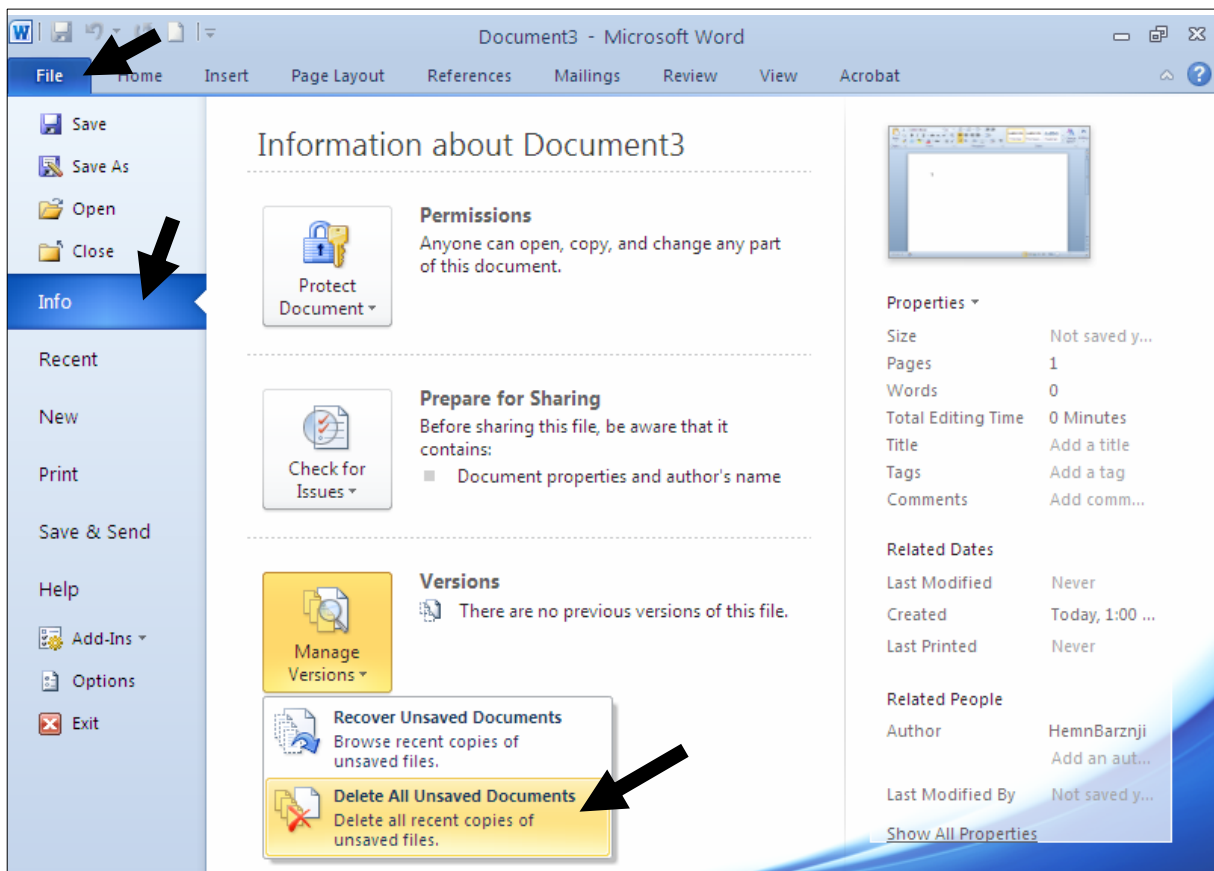 Document3 - Microsoft Word
File Home Insert Page Layout References Mailings Review View Acrobat
Save
Save As
Open
Close
Info
Recent
New
Print
Save & Send
Help
Add-Ins
Options
Exit
Information about Document3
Protect
Document
Permissions
Anyone can open, copy, and change any part
of this document.
Check for
Issues
Prepare for Sharing
Before sharing this file, be aware that it
contains:
Document properties and author's name
Manage
Versions
Versions
There are no previous versions of this file.
Recover Unsaved Documents
Browse recent copies of
unsaved files.
Delete All Unsaved Documents
Delete all recent copies of
unsaved files.
Properties
Size Not saved y...
Pages 1
Words 0
Total Editing Time 0 Minutes
Title Add a title
Tags Add a tag
Comments Add comm...
Related Dates
Last Modified Never
Created Today, 1:00 ...
Last Printed Never
Related People
Author HemnBarznji
Add an aut...
Last Modified By Not saved y...
Show All Properties